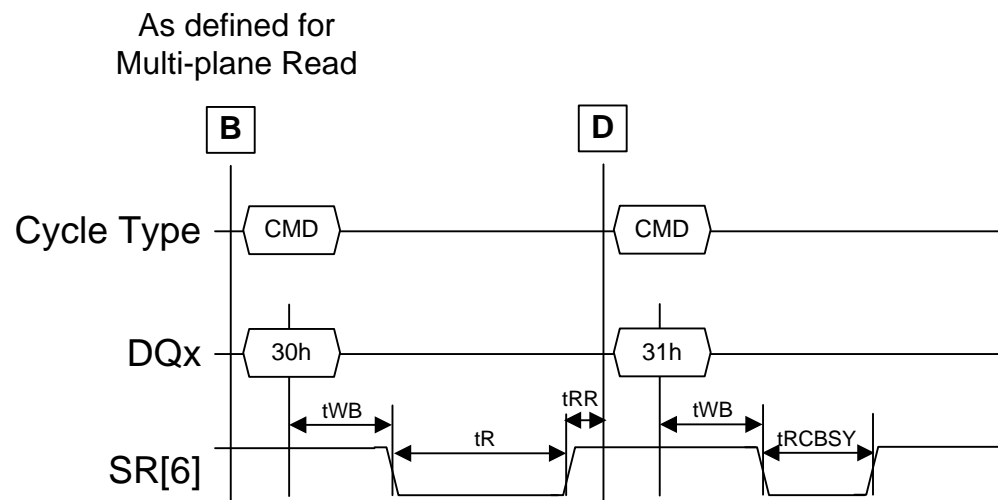 As defined for
Multi-plane Read
B
D
Cycle Type
CMD
CMD
DQx
30h
31h
tWB
tR
tRR
tWB
tRCBSY
SR[6]